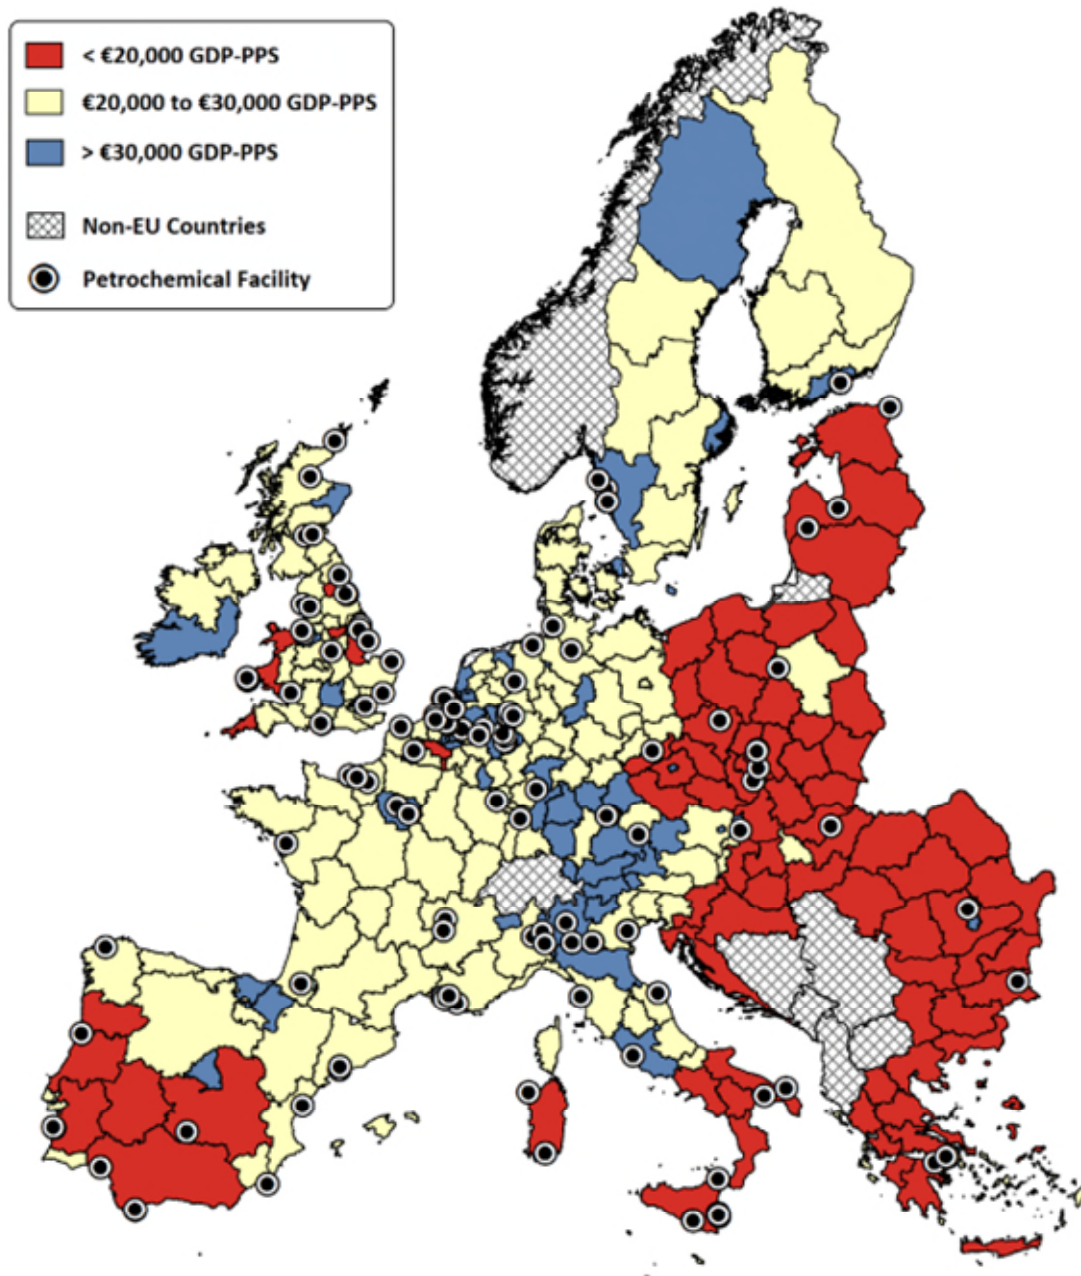 < €20,000 GDP-PPS
€20,000 to €30,000 GDP-PPS
> €30,000 GDP-PPS
Non-EU Countries
Petrochemical Facility